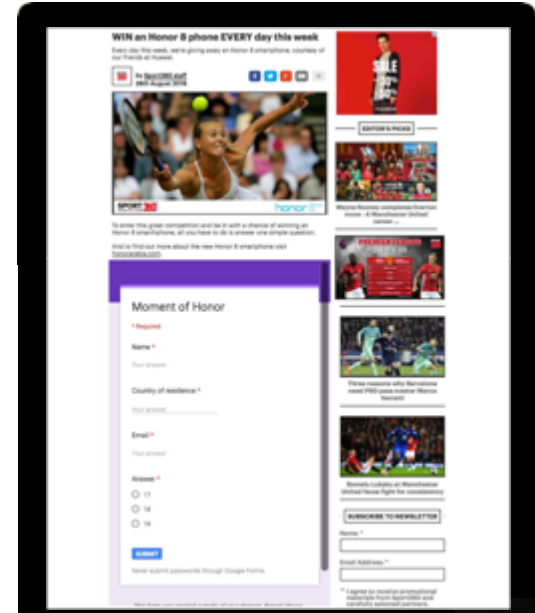 WIN an Honor 8 phone EVERY day this week
Every day this week, we're giving away an Honor 8 smartphone, courtesy of
our friends at Huawei.
by Sport360 staff
28th August 2016
SPORT 360
honor
To enter this great competition and be in with a chance of winning an
Honor 8 smartphone, all you have to do is answer one simple question.
And to find out more about the new Honor 8 smartphone visit
honorarabia.com.
Moment of Honor
* Required
Name *
Your answer
Country of residence *
Your answer
Email *
Your answer
Answer *
17
18
19
SUBMIT
Never submit passwords through Google Forms.
SALE
EDITOR'S PICKS
Wayne Rooney completes Everton
move - A Manchester United
career ...
PREMIER LEAGUE
Three reasons why Barcelona
need PSG pass master Marco
Verratti
Romelu Lukaku at Manchester
United faces fight for consistency
SUBSCRIBE TO NEWSLETTER
Name: *
Email Address: *
* I agree to receive promotional
materials from Sport360 and
carefully selected partners.